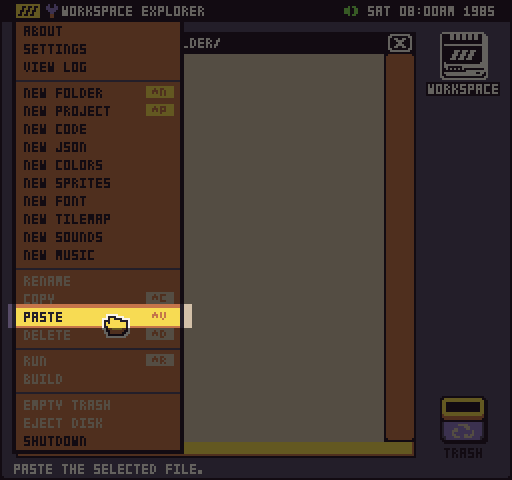 WORKSPACE EXPLORER
SAT 08:00AM 1985
ABOUT
SETTINGS
VIEW LOG
DER/
NEW FOLDER ^N
NEW PROJECT ^P
NEW CODE
NEW JSON
NEW COLORS
NEW SPRITES
NEW FONT
NEW TILEMAP
NEW SOUNDS
NEW MUSIC
RENAME
COPY ^C
PASTE ^V
DELETE ^D
RUN ^R
BUILD
EMPTY TRASH
EJECT DISK
SHUTDOWN
WORKSPACE
TRASH
PASTE THE SELECTED FILE.